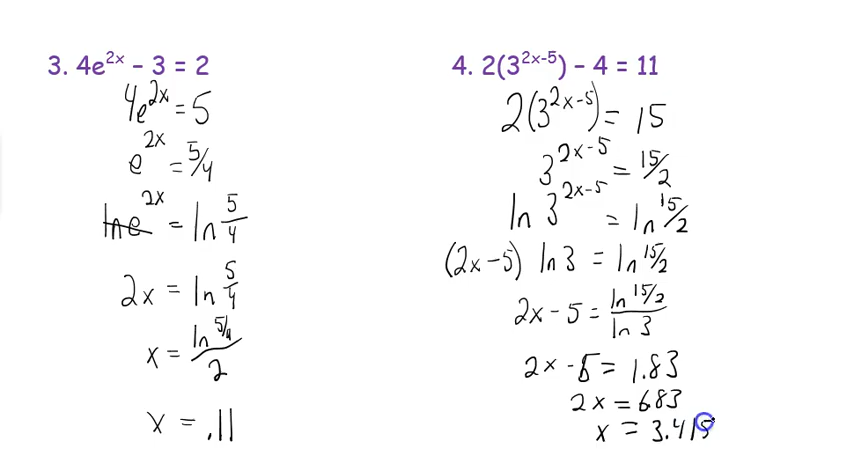 3. 4e^{2x} – 3 = 2
4e^{2x} = 5
e^{2x} = 5/4
ln e^{2x} = ln 5/4
2x = ln 5/4
x = ln 5/4 / 2
x = .11
4. 2(3^{2x-5}) – 4 = 11
2(3^{2x-5}) = 15
3^{2x-5} = 15/2
ln 3^{2x-5} = ln 15/2
(2x-5) ln 3 = ln 15/2
2x-5 = ln 15/2 / ln 3
2x-5 = 1.83
2x = 6.83
x = 3.415